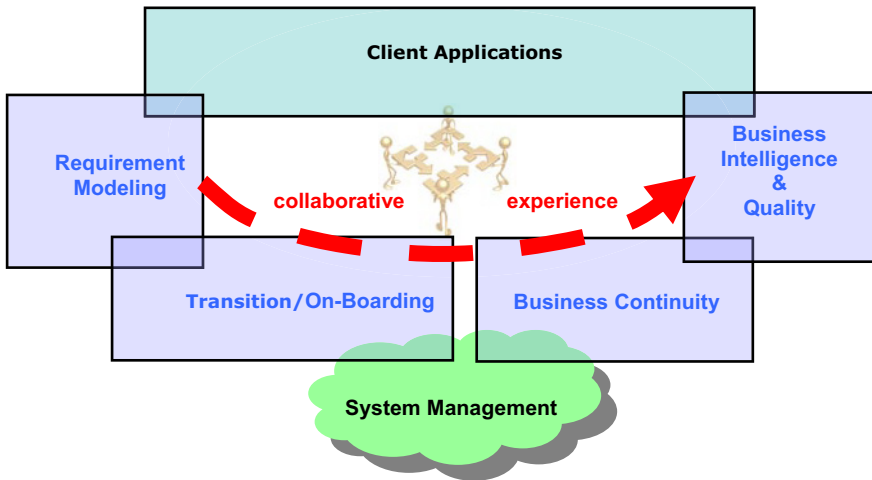 Client Applications
Requirement
Modeling
Business
Intelligence
&
Quality
collaborative
experience
Transition/On-Boarding
Business Continuity
System Management